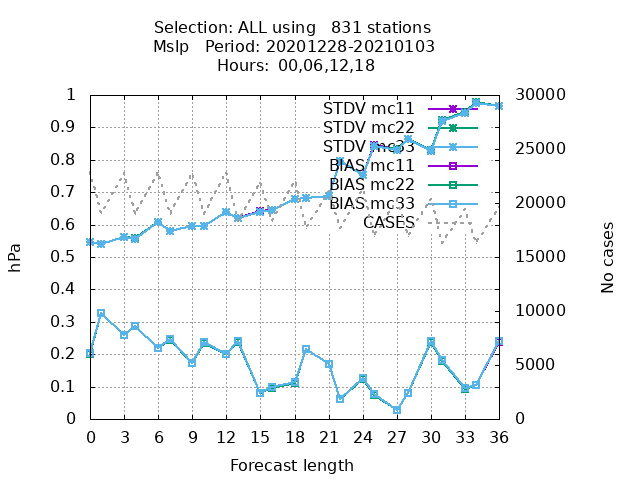 Selection: ALL using   831 stations
Mslp   Period: 20201228-20210103
Hours:  00,06,12,18
1 30000
STDV mc11
0.9 STDV mc22
25000
STDV mc33
0.8 BIAS mc11
BIAS mc22
0.7 BIAS mc33 20000
CASES
0.6
0.5 15000
0.4
10000
0.3
0.2 5000
0.1
0 0
hPa
No cases
0 3 6 9 12 15 18 21 24 27 30 33 36
Forecast length